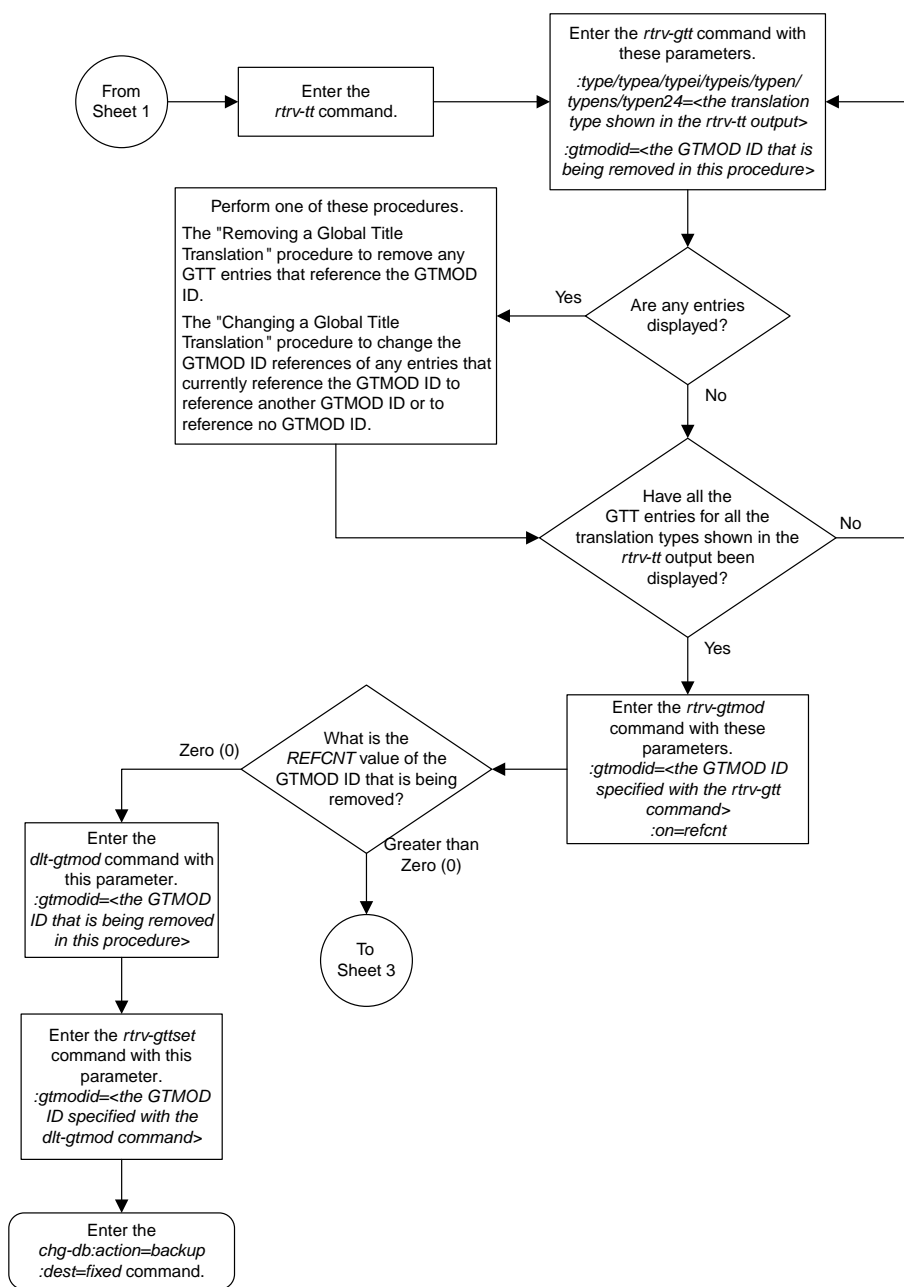 From
Sheet 1
Enter the
rtrv-tt command.
Enter the rtrv-gtt command with
these parameters.
:type/typea/typei/typeis/typen/
typens/typen24=<the translation
type shown in the rtrv-tt output>
:gtmodid=<the GTMOD ID that is
being removed in this procedure>
Are any entries
displayed?
Yes
No
Perform one of these procedures.
The "Removing a Global Title
Translation" procedure to remove any
GTT entries that reference the GTMOD
ID.
The "Changing a Global Title
Translation" procedure to change the
GTMOD ID references of any entries that
currently reference the GTMOD ID to
reference another GTMOD ID or to
reference no GTMOD ID.
Have all the
GTT entries for all the
translation types shown in the
rtrv-tt output been
displayed?
No
Yes
Enter the rtrv-gtmod
command with these
parameters.
:gtmodid=<the GTMOD ID
specified with the rtrv-gtt
command>
:on=refcnt
What is the
REFCNT value of the
GTMOD ID that is being
removed?
Zero (0)
Greater than
Zero (0)
To
Sheet 3
Enter the
dlt-gtmod command with
this parameter.
:gtmodid=<the GTMOD
ID that is being removed
in this procedure>
Enter the rtrv-gttset
command with this
parameter.
:gtmodid=<the GTMOD
ID specified with the
dlt-gtmod command>
Enter the
chg-db:action=backup
:dest=fixed command.